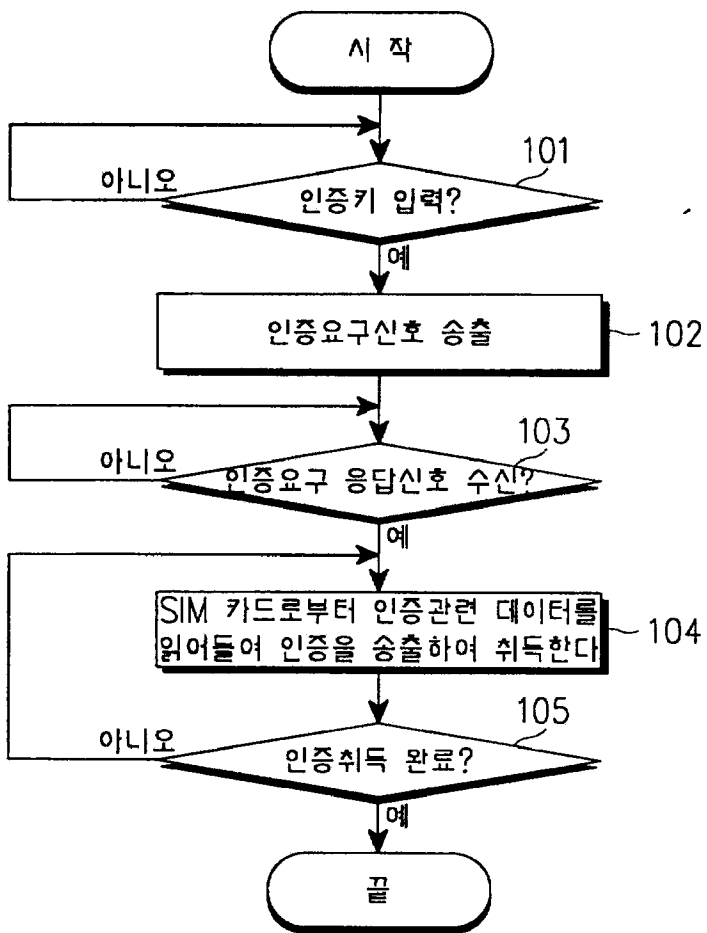 시 작
101
아니오
인증키 입력?
예
인증요구신호 송출
102
103
아니오
인증요구 응답신호 수신?
예
SIM 카드로부터 인증관련 데이터를
읽어들여 인증을 송출하여 취득한다
104
105
아니오
인증취득 완료?
예
끝